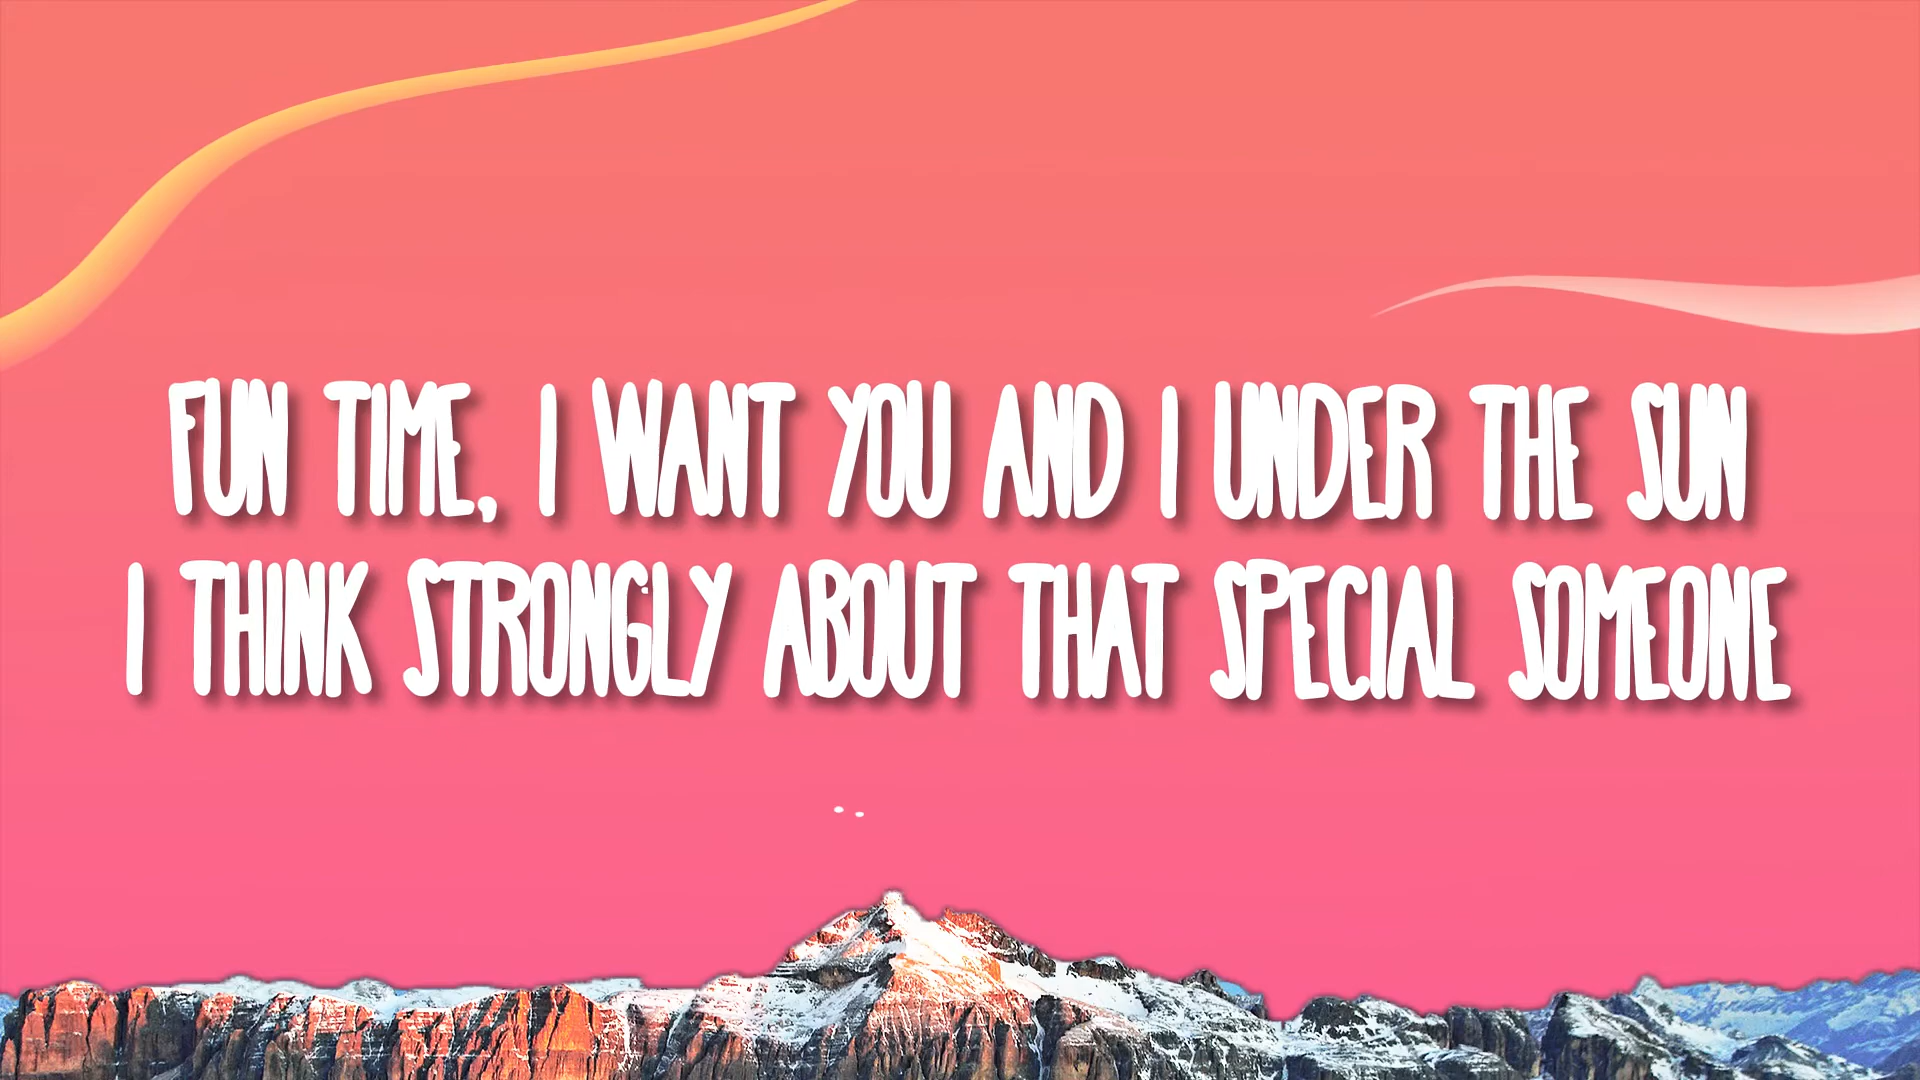 FUN TIME, I WANT YOU AND I UNDER THE SUN
I THINK STRONGLY ABOUT THAT SPECIAL SOMEONE